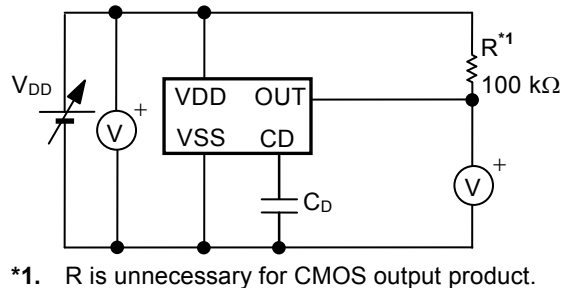 R*1
100 kΩ
VDD
VDD OUT
VSS CD
V +
V +
CD
*1. R is unnecessary for CMOS output product.